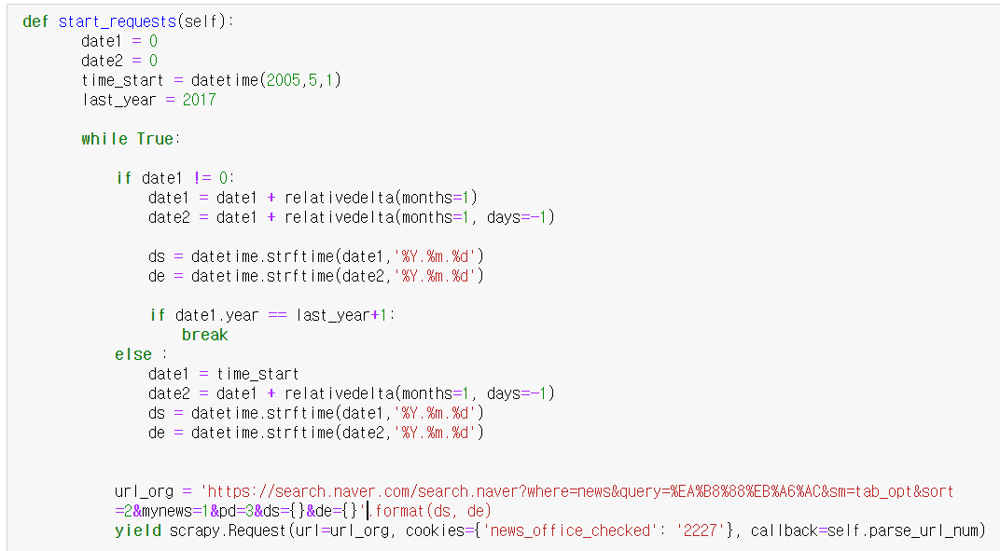 def start_requests(self):
date1 = 0
date2 = 0
time_start = datetime(2005,5,1)
last_year = 2017
while True:
if date1 != 0:
date1 = date1 + relativedelta(months=1)
date2 = date1 + relativedelta(months=1, days=-1)
ds = datetime.strftime(date1,'%Y.%m.%d')
de = datetime.strftime(date2,'%Y.%m.%d')
if date1.year == last_year+1:
break
else :
date1 = time_start
date2 = date1 + relativedelta(months=1, days=-1)
ds = datetime.strftime(date1,'%Y.%m.%d')
de = datetime.strftime(date2,'%Y.%m.%d')
url_org = 'https://search.naver.com/search.naver?where=news&query=%EA%B8%88%EB%A6%AC&sm=tab_opt&sort
=2&mynews=1&pd=3&ds={}&de={}'.format(ds, de)
yield scrapy.Request(url=url_org, cookies={'news_office_checked': '2227'}, callback=self.parse_url_num)